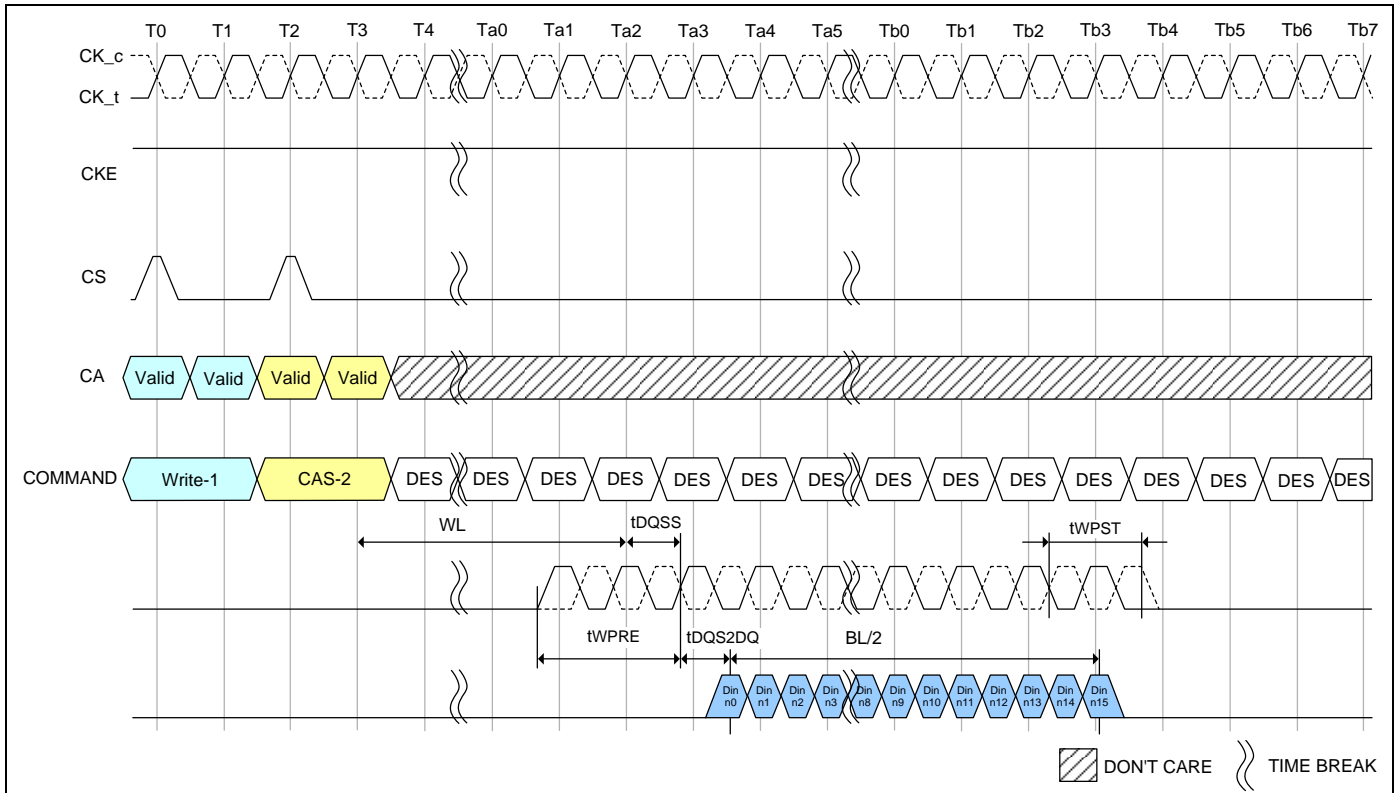 T0 T1 T2 T3 T4 Ta0 Ta1 Ta2 Ta3 Ta4 Ta5 Tb0 Tb1 Tb2 Tb3 Tb4 Tb5 Tb6 Tb7
CK_c
CK_t
CKE
CS
CA Valid Valid Valid Valid
COMMAND Write-1 CAS-2 DES DES DES DES DES DES DES DES DES DES DES DES DES DES DES
WL tDQSS tWPST
tWPRE tDQS2DQ BL/2
Din Din Din Din Din Din Din Din Din Din Din Din
n0 n1 n2 n3 n8 n9 n10 n11 n12 n13 n14 n15
DON'T CARE TIME BREAK